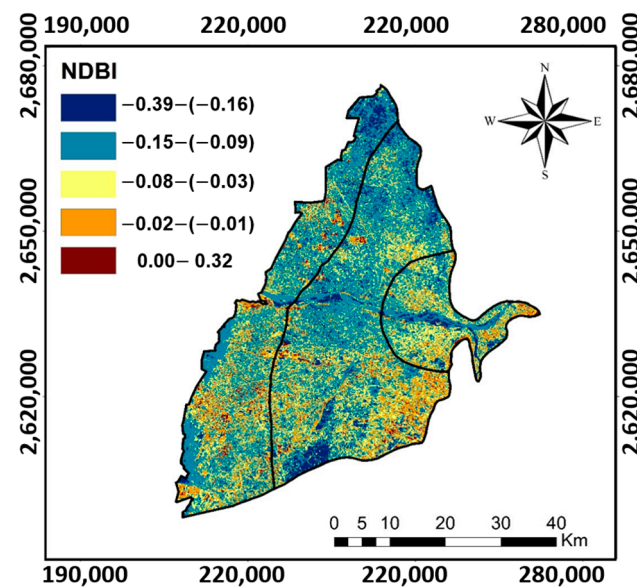 190,000 220,000 220,000 280,000
2,680,000 2,680,000
NDBI
−0.39−(−0.16)
−0.15−(−0.09)
−0.08−(−0.03)
−0.02−(−0.01)
0.00− 0.32
N
W E
S
2,650,000 2,650,000
2,620,000 2,620,000
0 5 10 20 30 40
Km
190,000 220,000 220,000 280,000